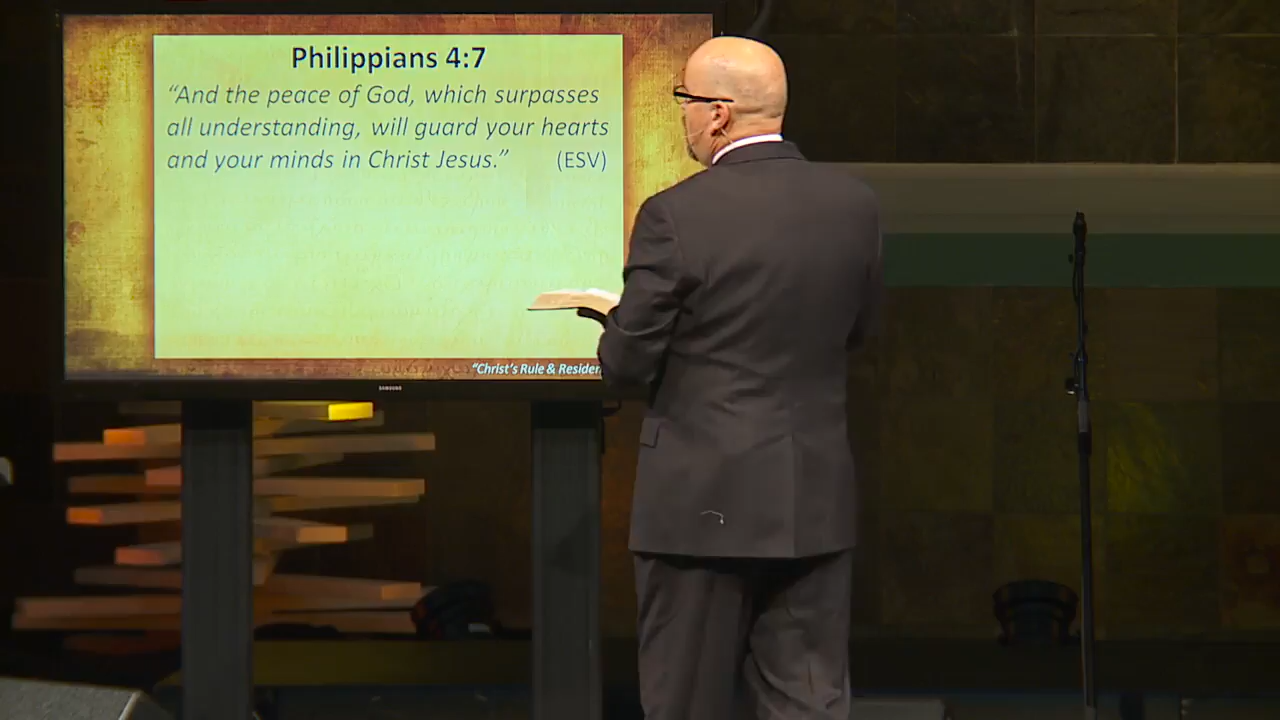 Philippians 4:7
“And the peace of God, which surpasses
all understanding, will guard your hearts
and your minds in Christ Jesus.” (ESV)
“Christ's Rule &
SAMSUNG